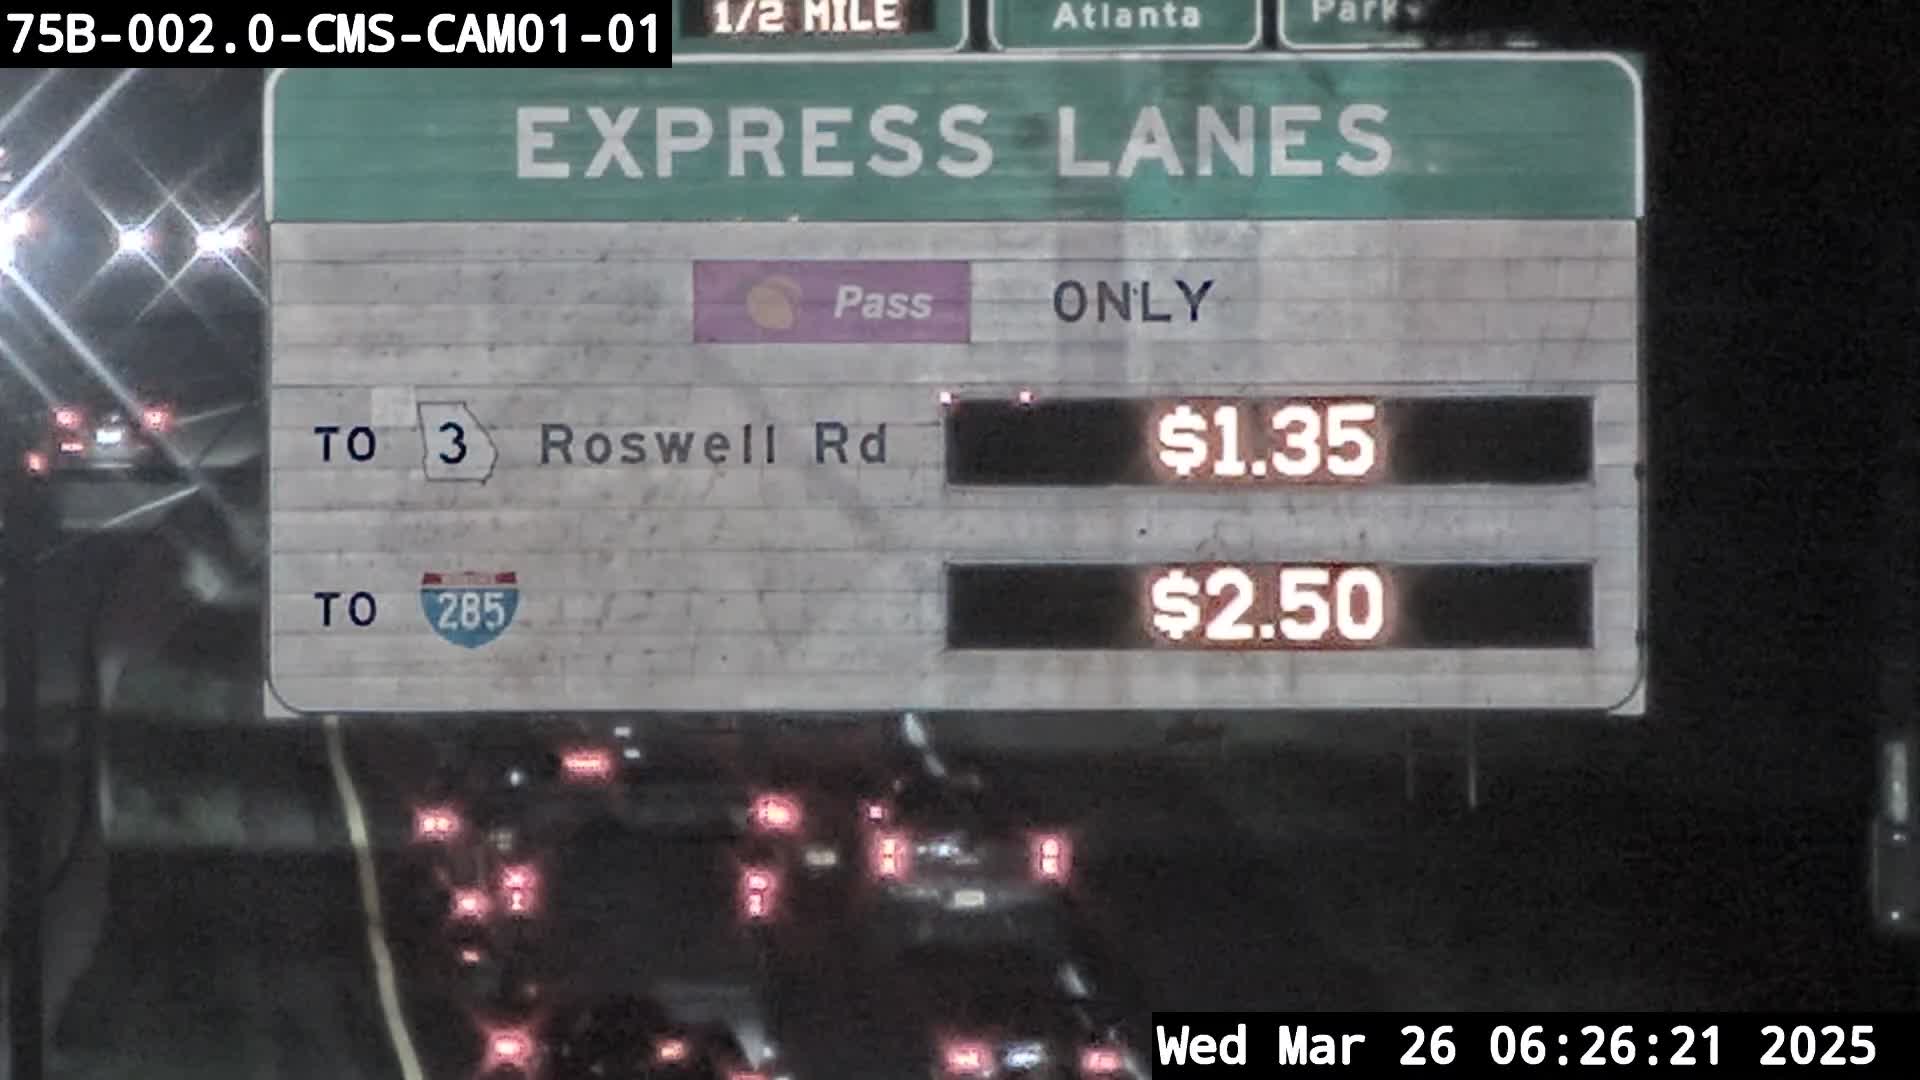 75B-002.0-CMS-CAM01-01
1/2 MILE
Atlanta
Park
EXPRESS LANES
Pass ONLY
TO 3 Roswell Rd $1.35
TO 285 $2.50
Wed Mar 26 06:26:21 2025